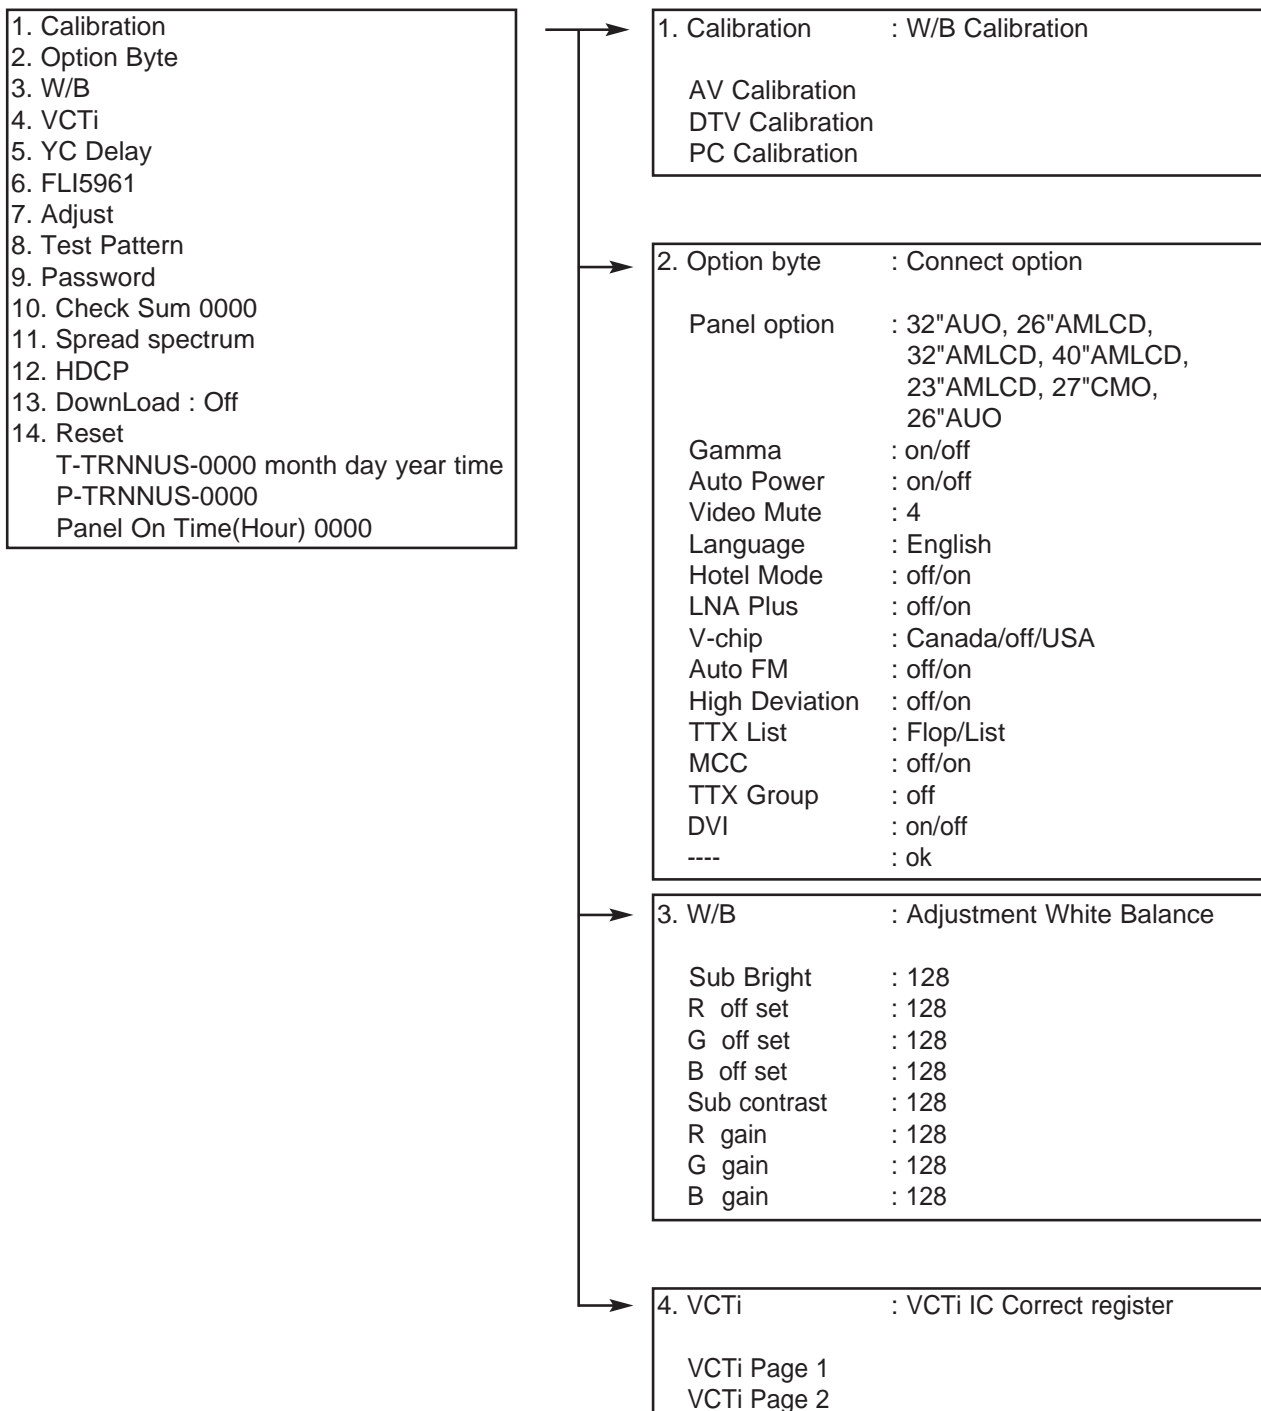 1. Calibration
2. Option Byte
3. W/B
4. VCTi
5. YC Delay
6. FLI5961
7. Adjust
8. Test Pattern
9. Password
10. Check Sum 0000
11. Spread spectrum
12. HDCP
13. DownLoad : Off
14. Reset
T-TRNNUS-0000 month day year time
P-TRNNUS-0000
Panel On Time(Hour) 0000
1. Calibration : W/B Calibration
AV Calibration
DTV Calibration
PC Calibration
2. Option byte : Connect option
Panel option : 32"AUO, 26"AMLCD,
32"AMLCD, 40"AMLCD,
23"AMLCD, 27"CMO,
26"AUO
Gamma : on/off
Auto Power : on/off
Video Mute : 4
Language : English
Hotel Mode : off/on
LNA Plus : off/on
V-chip : Canada/off/USA
Auto FM : off/on
High Deviation : off/on
TTX List : Flop/List
MCC : off/on
TTX Group : off
DVI : on/off
---- : ok
3. W/B : Adjustment White Balance
Sub Bright : 128
R off set : 128
G off set : 128
B off set : 128
Sub contrast : 128
R gain : 128
G gain : 128
B gain : 128
4. VCTi : VCTi IC Correct register
VCTi Page 1
VCTi Page 2